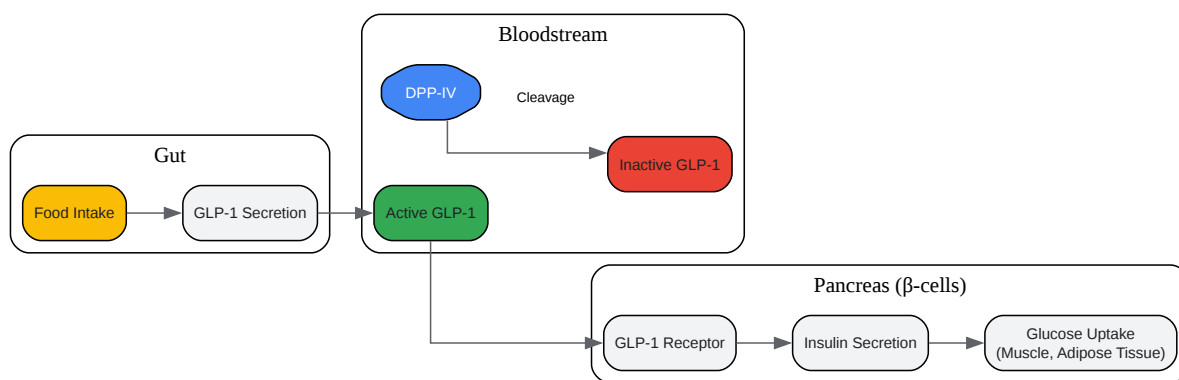 Bloodstream
DPP-IV
Cleavage
Inactive GLP-1
Gut
Food Intake
GLP-1 Secretion
Active GLP-1
Pancreas (β-cells)
GLP-1 Receptor
Insulin Secretion
Glucose Uptake
(Muscle, Adipose Tissue)